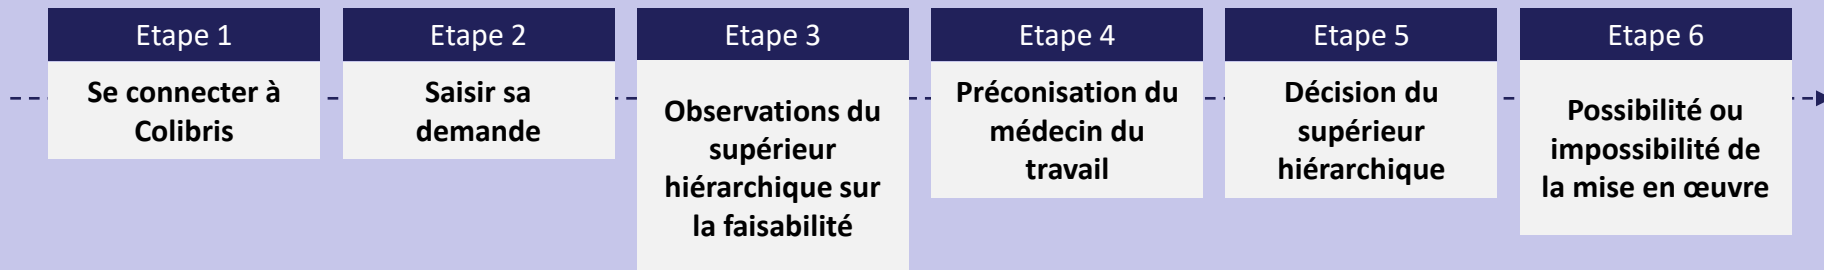 Etape 1
Se connecter à
Colibris
Etape 2
Saisir sa
demande
Etape 3
Observations du
supérieur
hiérarchique sur
la faisabilité
Etape 4
Préconisation du
médecin du
travail
Etape 5
Décision du
supérieur
hiérarchique
Etape 6
Possibilité ou
impossibilité de
la mise en œuvre